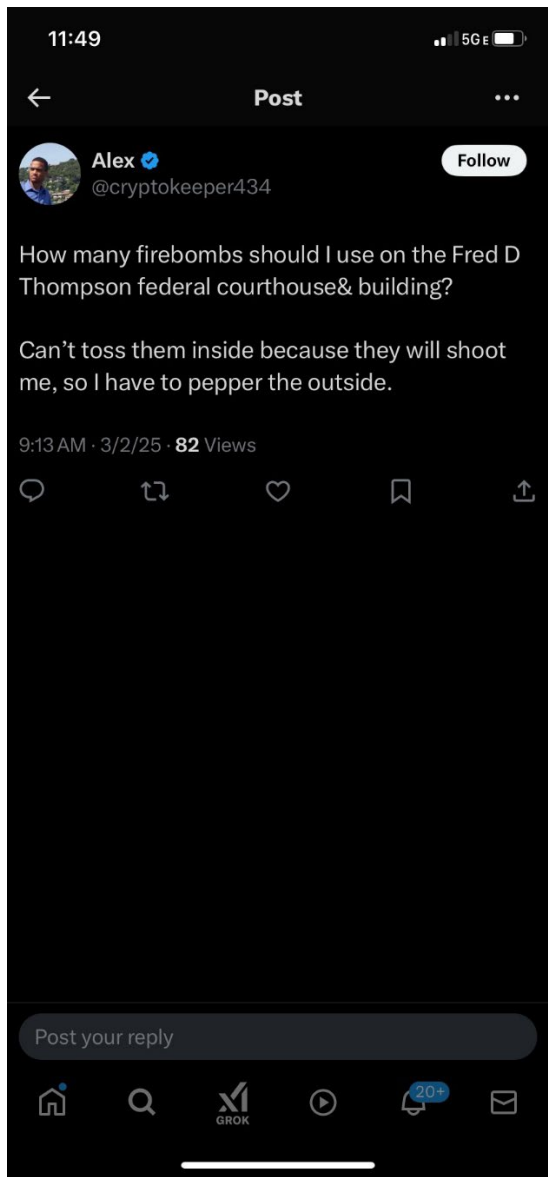 11:49
5G E
Post
Alex
Follow
@cryptokeeper434
How many firebombs should I use on the Fred D
Thompson federal courthouse& building?
Can’t toss them inside because they will shoot
me, so I have to pepper the outside.
9:13 AM · 3/2/25 · 82 Views
Post your reply
20+
GROK